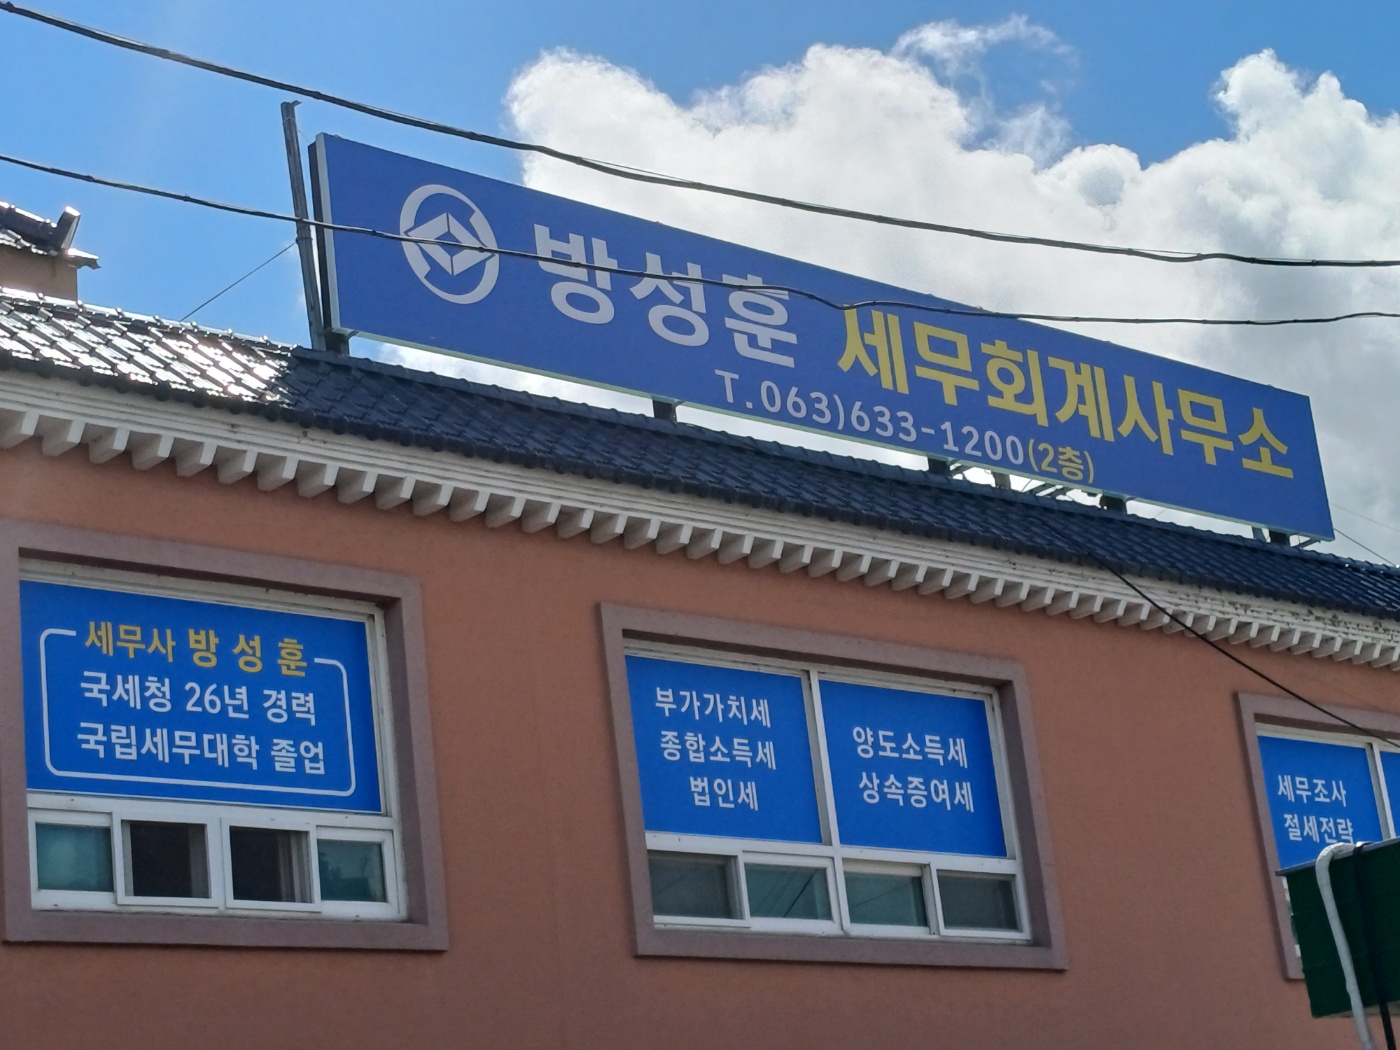 방성훈 세무회계사무소
T.063)633-1200(2층)
세무사 방성훈
국세청 26년 경력
국립세무대학 졸업
부가가치세
종합소득세
법인세
양도소득세
상속증여세
세무조사
절세전략